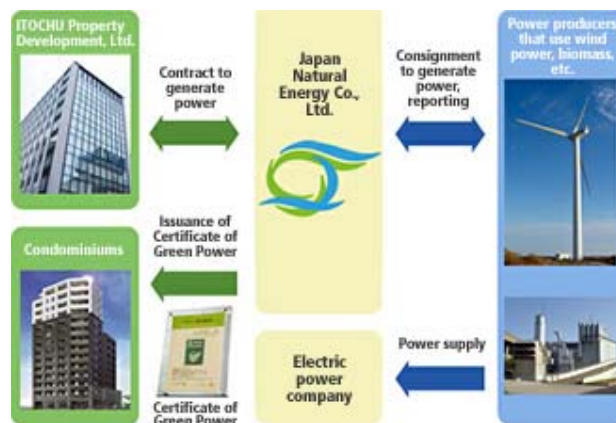 ITOCHU Property
Development, Ltd.
Contract to
generate
power
Japan
Natural
Energy Co.,
Ltd.
Consignment
to generate
power,
reporting
Power producers
that use wind
power, biomass,
etc.
Issuance of
Certificate of
Green Power
Condominiums
Certificate of
Green Power
Electric
power
company
Power supply